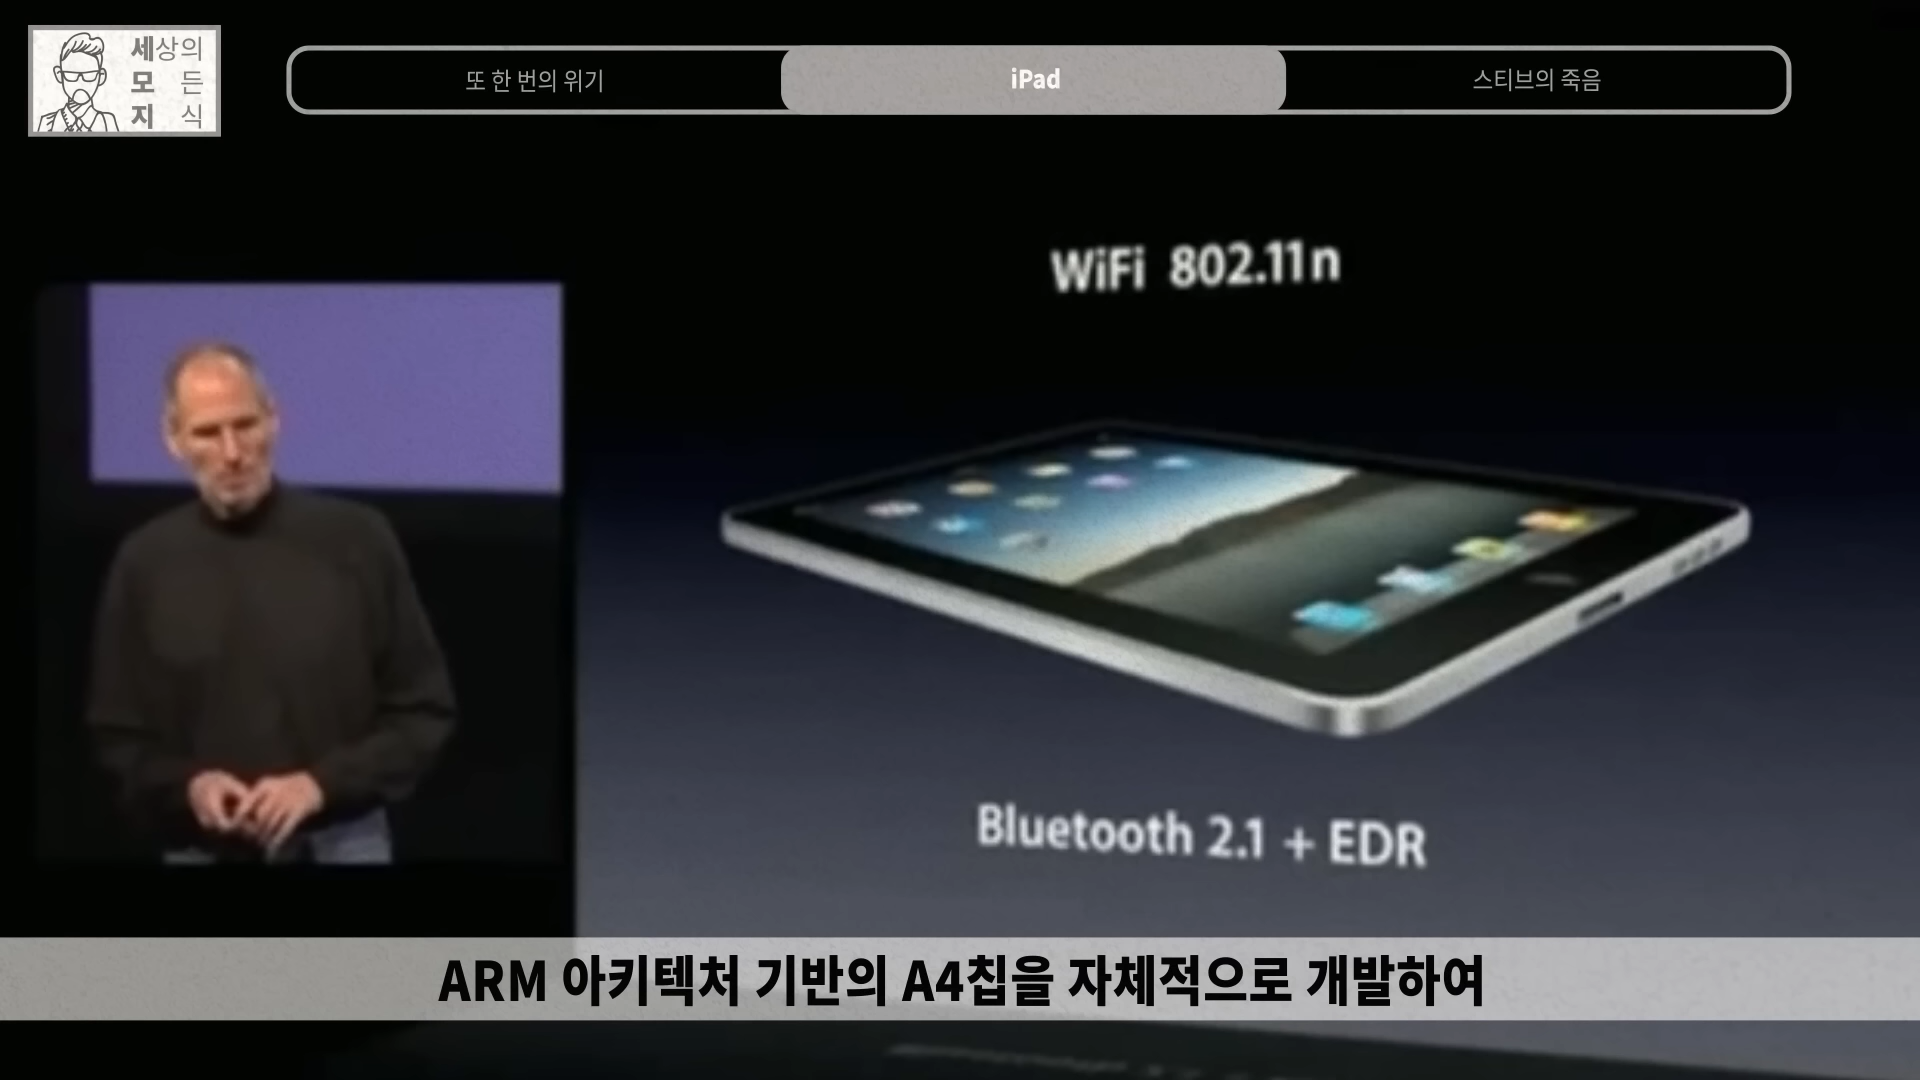 세상의
모든
지식
또 한 번의 위기
iPad
스티브의 죽음
WiFi 802.11n
Bluetooth 2.1 + EDR
ARM 아키텍처 기반의 A4칩을 자체적으로 개발하여